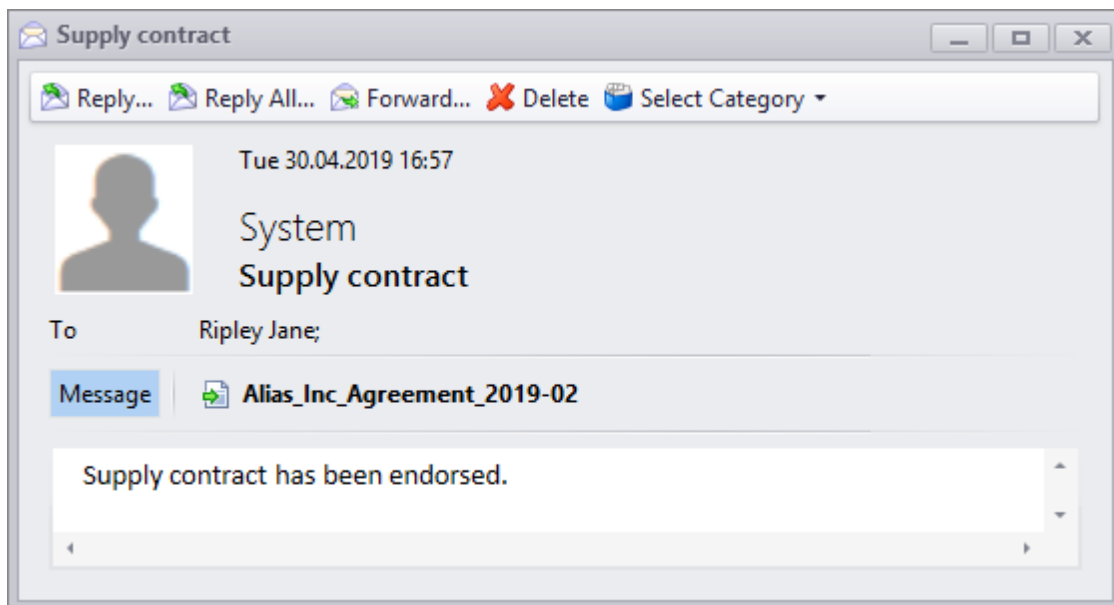 Supply contract
Reply... Reply All... Forward... Delete Select Category
Tue 30.04.2019 16:57
System
Supply contract
To Ripley Jane;
Message Alias_Inc_Agreement_2019-02
Supply contract has been endorsed.